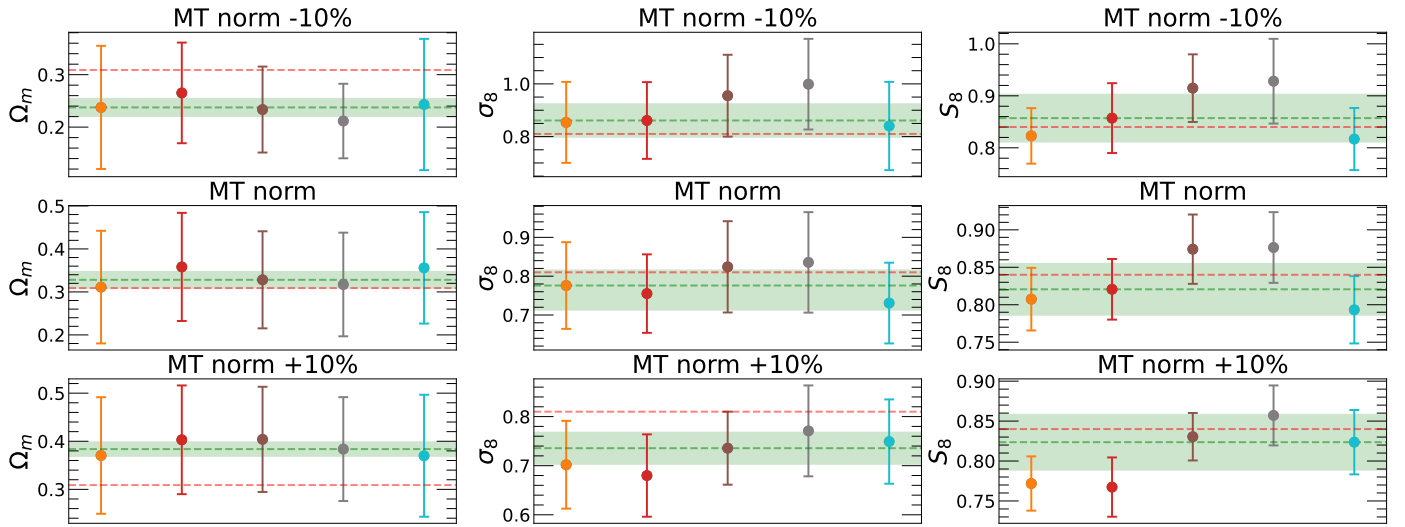 MT norm -10% MT norm -10% MT norm -10%
Ωm 0.3 0.2 σ8 1.0 0.8 S8 1.0 0.9 0.8
MT norm MT norm MT norm
Ωm 0.5 0.4 0.3 0.2 σ8 0.9 0.8 0.7 S8 0.90 0.85 0.80 0.75
MT norm +10% MT norm +10% MT norm +10%
Ωm 0.5 0.4 0.3 σ8 0.8 0.7 0.6 S8 0.90 0.85 0.80 0.75